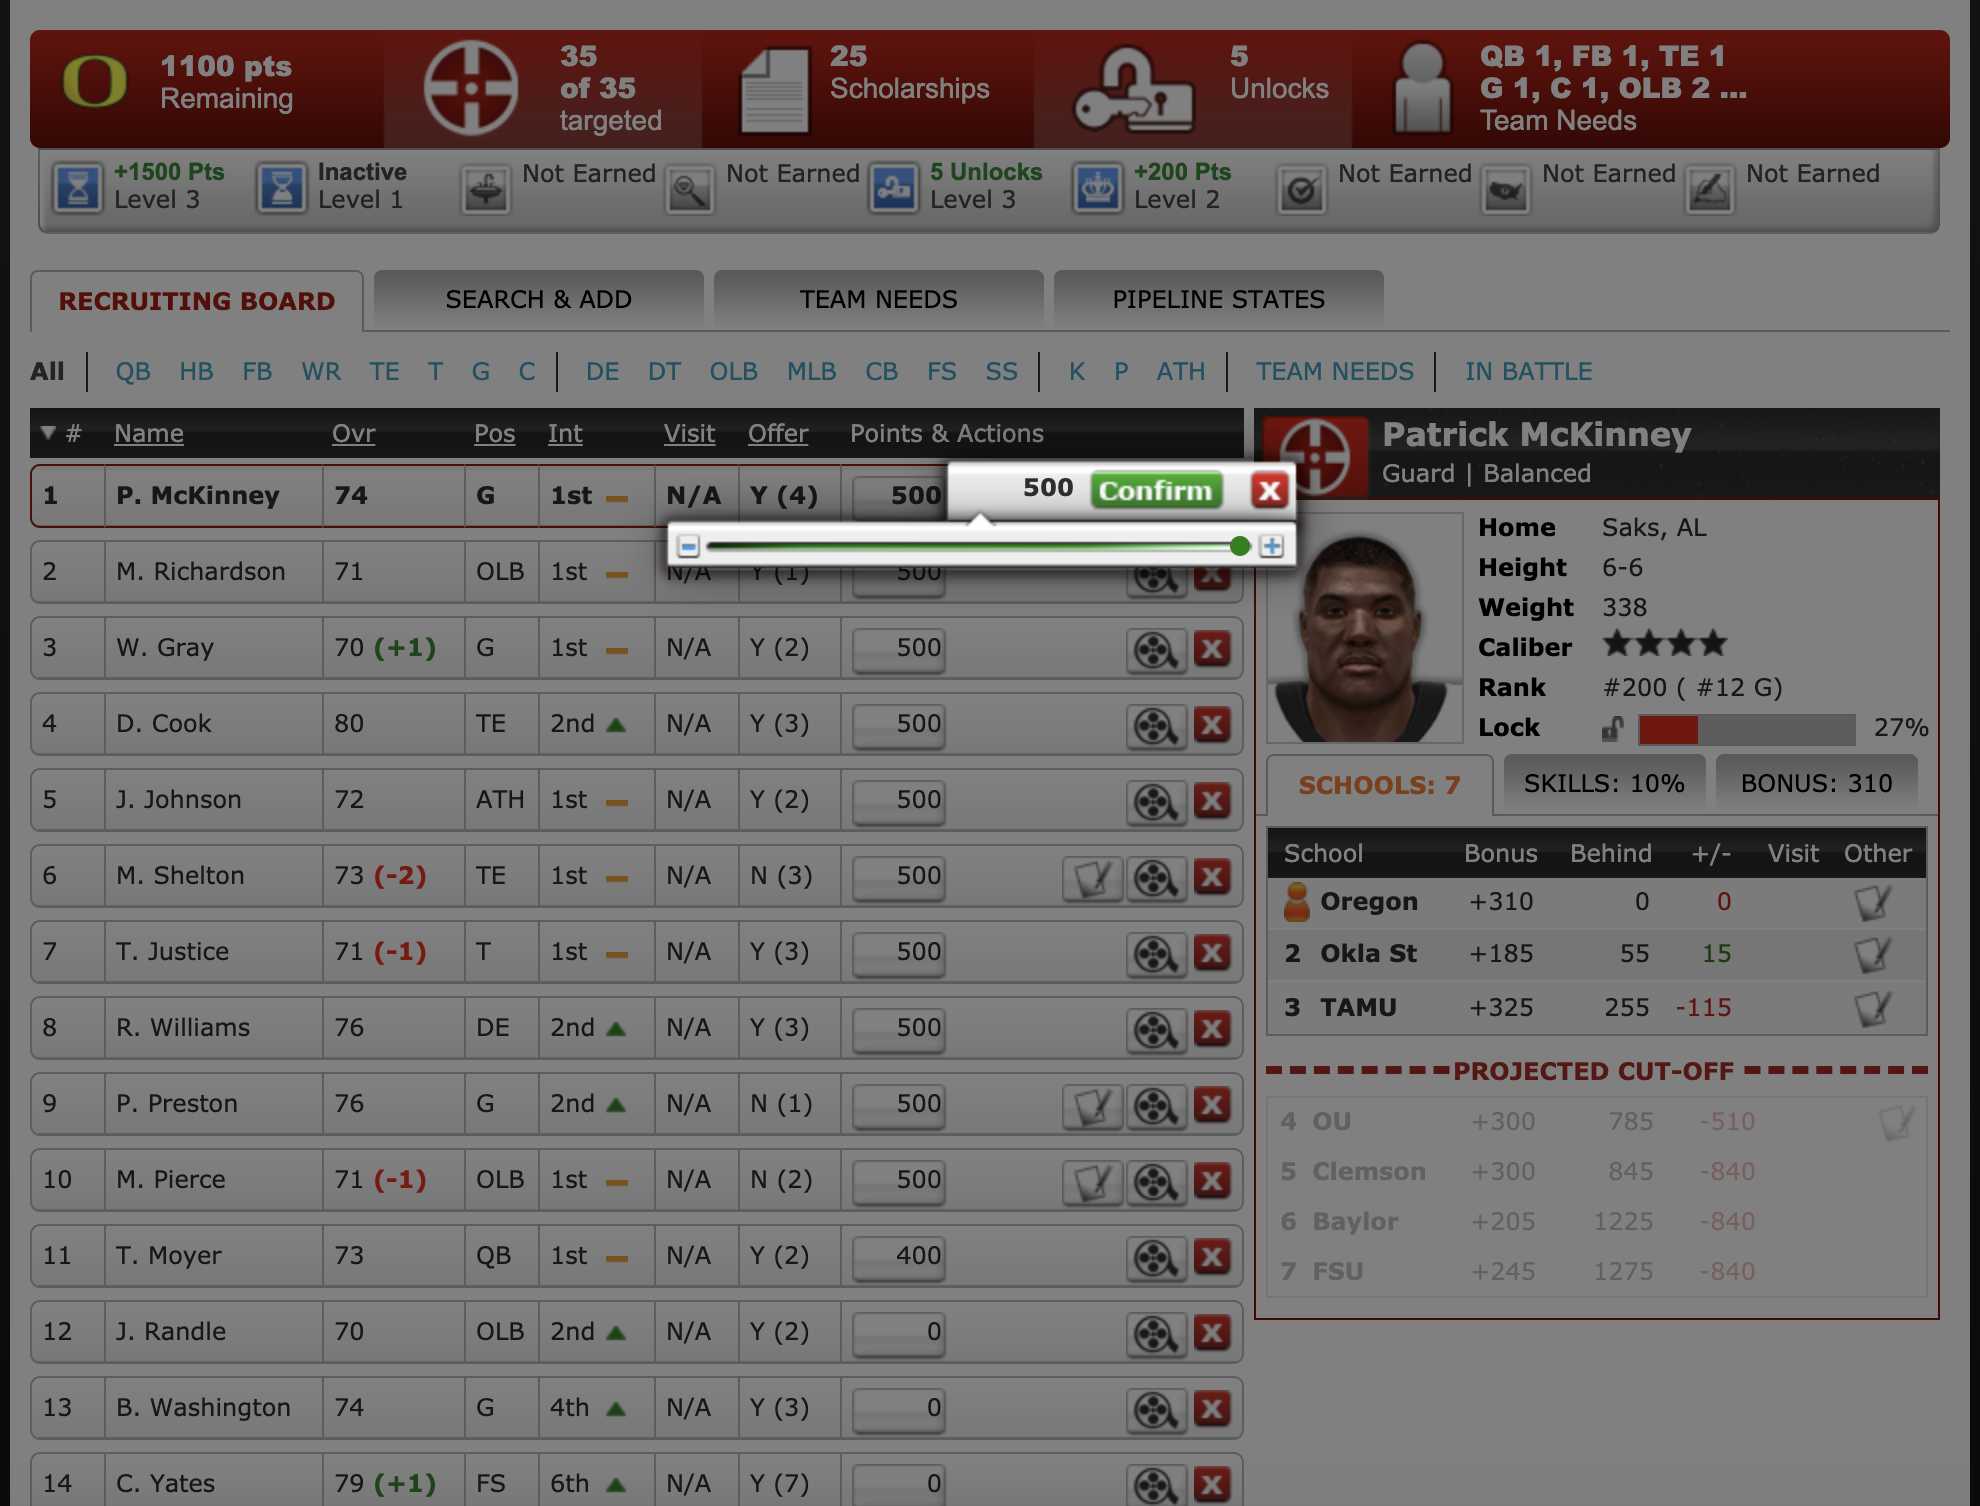 O
1100 pts
Remaining
35
of 35
targeted
25
Scholarships
5
Unlocks
QB 1, FB 1, TE 1
G 1, C 1, OLB 2 ...
Team Needs
+1500 Pts
Level 3
Inactive
Level 1
Not Earned
Not Earned
5 Unlocks
Level 3
+200 Pts
Level 2
Not Earned
Not Earned
Not Earned
RECRUITING BOARD SEARCH & ADD TEAM NEEDS PIPELINE STATES
All QB HB FB WR TE T G C DE DT OLB MLB CB FS SS K P ATH TEAM NEEDS IN BATTLE
# Name Ovr Pos Int Visit Offer Points & Actions
1 P. McKinney 74 G 1st N/A Y (4) 500
500 Confirm X
2 M. Richardson 71 OLB 1st N/A Y (1) 500 X
3 W. Gray 70 (+1) G 1st N/A Y (2) 500 X
4 D. Cook 80 TE 2nd N/A Y (3) 500 X
5 J. Johnson 72 ATH 1st N/A Y (2) 500 X
6 M. Shelton 73 (-2) TE 1st N/A N (3) 500 X
7 T. Justice 71 (-1) T 1st N/A Y (3) 500 X
8 R. Williams 76 DE 2nd N/A Y (3) 500 X
9 P. Preston 76 G 2nd N/A N (1) 500 X
10 M. Pierce 71 (-1) OLB 1st N/A N (2) 500 X
11 T. Moyer 73 QB 1st N/A Y (2) 400 X
12 J. Randle 70 OLB 2nd N/A Y (2) 0 X
13 B. Washington 74 G 4th N/A Y (3) 0 X
14 C. Yates 79 (+1) FS 6th N/A Y (7) 0 X
Patrick McKinney
Guard | Balanced
Home Saks, AL
Height 6-6
Weight 338
Caliber ★★★★
Rank #200 ( #12 G)
Lock 27%
SCHOOLS: 7 SKILLS: 10% BONUS: 310
School Bonus Behind +/- Visit Other
Oregon +310 0 0
2 Okla St +185 55 15
3 TAMU +325 255 -115
PROJECTED CUT-OFF
4 OU +300 785 -510
5 Clemson +300 845 -840
6 Baylor +205 1225 -840
7 FSU +245 1275 -840